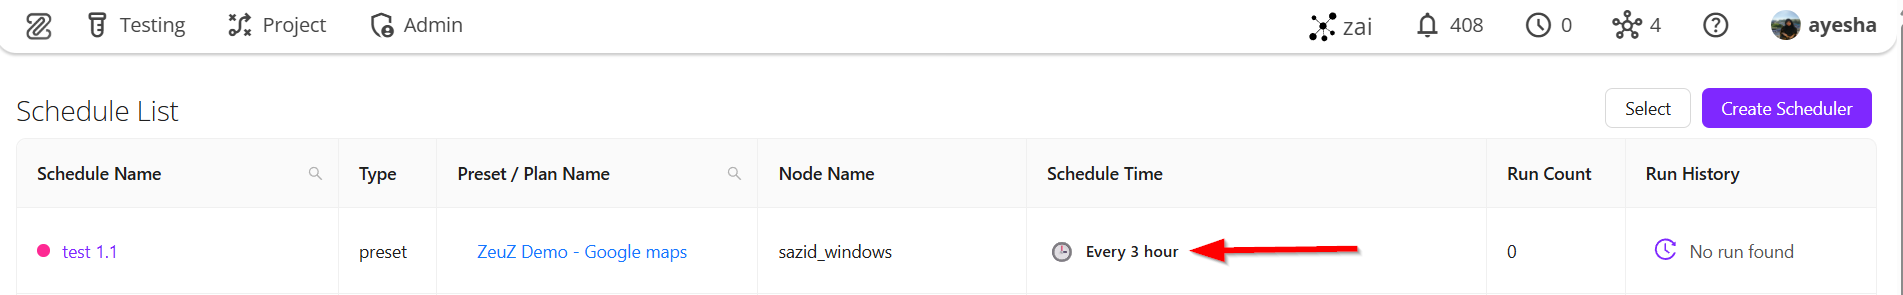 Testing Project Admin zai 408 0 4 ayesha
Schedule List Select Create Scheduler
Schedule Name Type Preset / Plan Name Node Name Schedule Time Run Count Run History
test 1.1 preset ZeuZ Demo - Google maps sazid_windows Every 3 hour 0 No run found